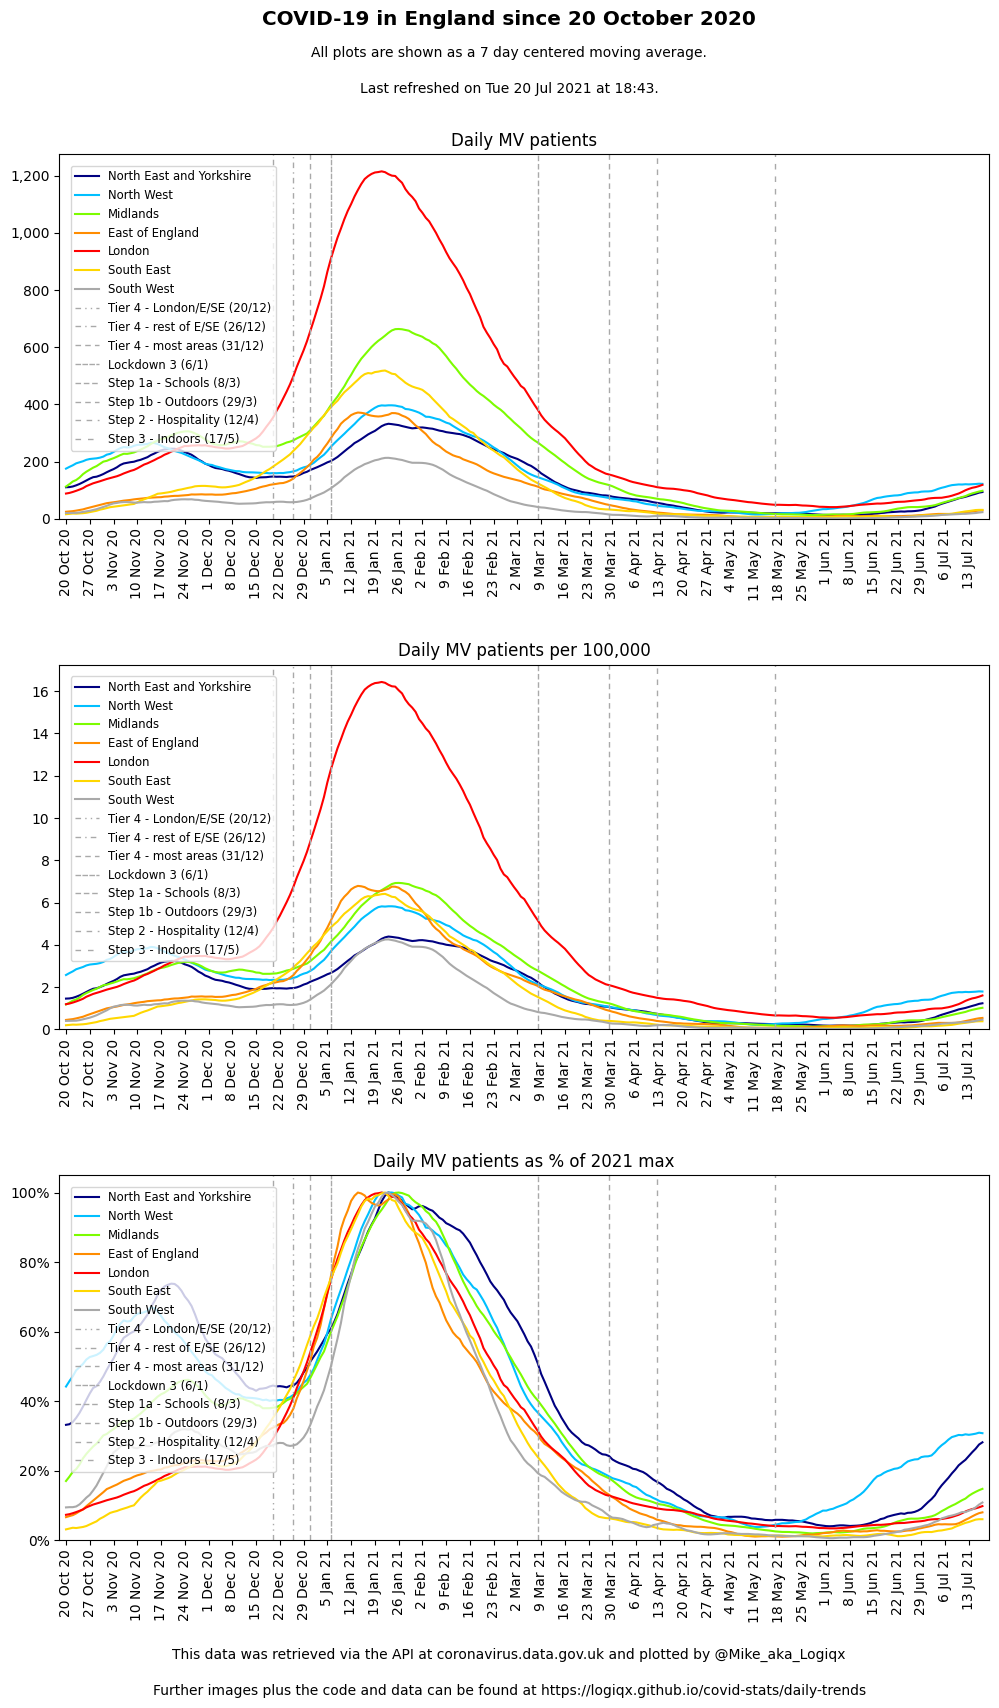 COVID-19 in England since 20 October 2020
All plots are shown as a 7 day centered moving average.
Last refreshed on Tue 20 Jul 2021 at 18:43.
Daily MV patients
1,200
1,000
800
600
400
200
0
North East and Yorkshire
North West
Midlands
East of England
London
South East
South West
Tier 4 - London/E/SE (20/12)
Tier 4 - rest of E/SE (26/12)
Tier 4 - most areas (31/12)
Lockdown 3 (6/1)
Step 1a - Schools (8/3)
Step 1b - Outdoors (29/3)
Step 2 - Hospitality (12/4)
Step 3 - Indoors (17/5)
20 Oct 20
27 Oct 20
3 Nov 20
10 Nov 20
17 Nov 20
24 Nov 20
1 Dec 20
8 Dec 20
15 Dec 20
22 Dec 20
29 Dec 20
5 Jan 21
12 Jan 21
19 Jan 21
26 Jan 21
2 Feb 21
9 Feb 21
16 Feb 21
23 Feb 21
2 Mar 21
9 Mar 21
16 Mar 21
23 Mar 21
30 Mar 21
6 Apr 21
13 Apr 21
20 Apr 21
27 Apr 21
4 May 21
11 May 21
18 May 21
25 May 21
1 Jun 21
8 Jun 21
15 Jun 21
22 Jun 21
29 Jun 21
6 Jul 21
13 Jul 21
Daily MV patients per 100,000
16
14
12
10
8
6
4
2
0
North East and Yorkshire
North West
Midlands
East of England
London
South East
South West
Tier 4 - London/E/SE (20/12)
Tier 4 - rest of E/SE (26/12)
Tier 4 - most areas (31/12)
Lockdown 3 (6/1)
Step 1a - Schools (8/3)
Step 1b - Outdoors (29/3)
Step 2 - Hospitality (12/4)
Step 3 - Indoors (17/5)
20 Oct 20
27 Oct 20
3 Nov 20
10 Nov 20
17 Nov 20
24 Nov 20
1 Dec 20
8 Dec 20
15 Dec 20
22 Dec 20
29 Dec 20
5 Jan 21
12 Jan 21
19 Jan 21
26 Jan 21
2 Feb 21
9 Feb 21
16 Feb 21
23 Feb 21
2 Mar 21
9 Mar 21
16 Mar 21
23 Mar 21
30 Mar 21
6 Apr 21
13 Apr 21
20 Apr 21
27 Apr 21
4 May 21
11 May 21
18 May 21
25 May 21
1 Jun 21
8 Jun 21
15 Jun 21
22 Jun 21
29 Jun 21
6 Jul 21
13 Jul 21
Daily MV patients as % of 2021 max
100%
80%
60%
40%
20%
0%
North East and Yorkshire
North West
Midlands
East of England
London
South East
South West
Tier 4 - London/E/SE (20/12)
Tier 4 - rest of E/SE (26/12)
Tier 4 - most areas (31/12)
Lockdown 3 (6/1)
Step 1a - Schools (8/3)
Step 1b - Outdoors (29/3)
Step 2 - Hospitality (12/4)
Step 3 - Indoors (17/5)
20 Oct 20
27 Oct 20
3 Nov 20
10 Nov 20
17 Nov 20
24 Nov 20
1 Dec 20
8 Dec 20
15 Dec 20
22 Dec 20
29 Dec 20
5 Jan 21
12 Jan 21
19 Jan 21
26 Jan 21
2 Feb 21
9 Feb 21
16 Feb 21
23 Feb 21
2 Mar 21
9 Mar 21
16 Mar 21
23 Mar 21
30 Mar 21
6 Apr 21
13 Apr 21
20 Apr 21
27 Apr 21
4 May 21
11 May 21
18 May 21
25 May 21
1 Jun 21
8 Jun 21
15 Jun 21
22 Jun 21
29 Jun 21
6 Jul 21
13 Jul 21
This data was retrieved via the API at coronavirus.data.gov.uk and plotted by @Mike_aka_Logiqx
Further images plus the code and data can be found at https://logiqx.github.io/covid-stats/daily-trends